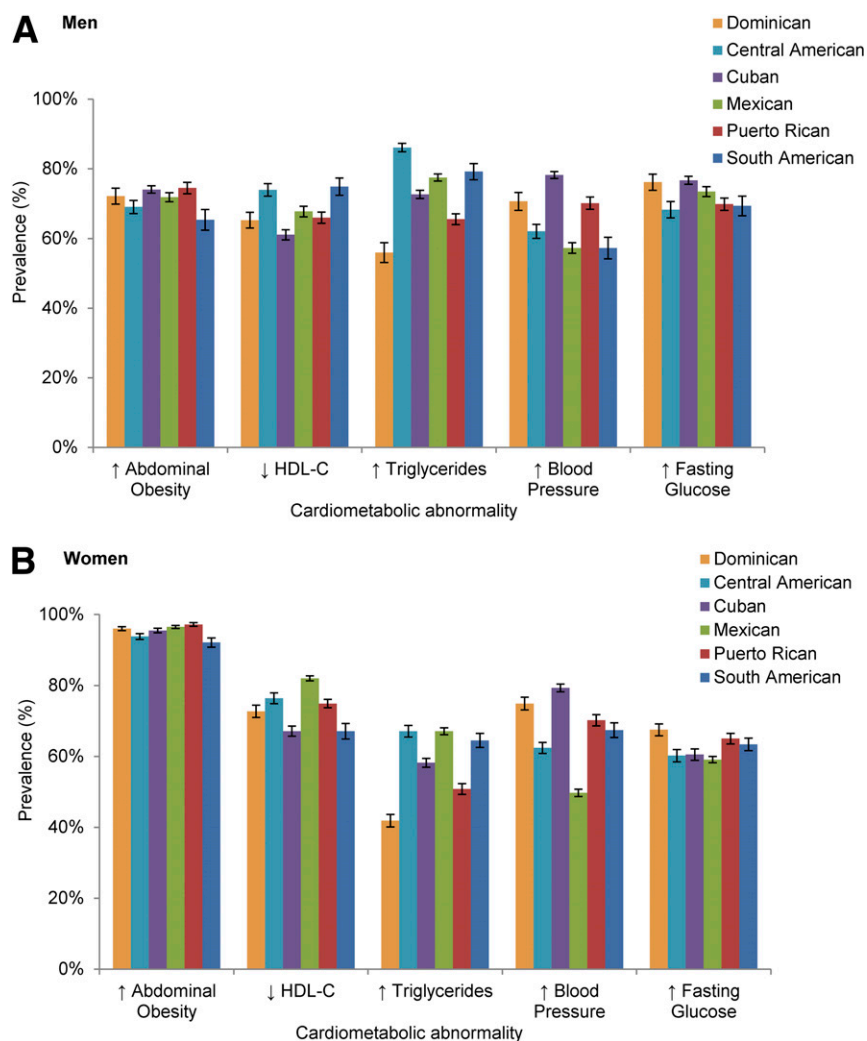 A Men
Dominican
Central American
Cuban
Mexican
Puerto Rican
South American
100%
80%
60%
40%
20%
0%
Prevalence (%)
↑ Abdominal
Obesity
↓ HDL-C
↑ Triglycerides
↑ Blood
Pressure
↑ Fasting
Glucose
Cardiometabolic abnormality
B Women
Dominican
Central American
Cuban
Mexican
Puerto Rican
South American
100%
80%
60%
40%
20%
0%
Prevalence (%)
↑ Abdominal
Obesity
↓ HDL-C
↑ Triglycerides
↑ Blood
Pressure
↑ Fasting
Glucose
Cardiometabolic abnormality